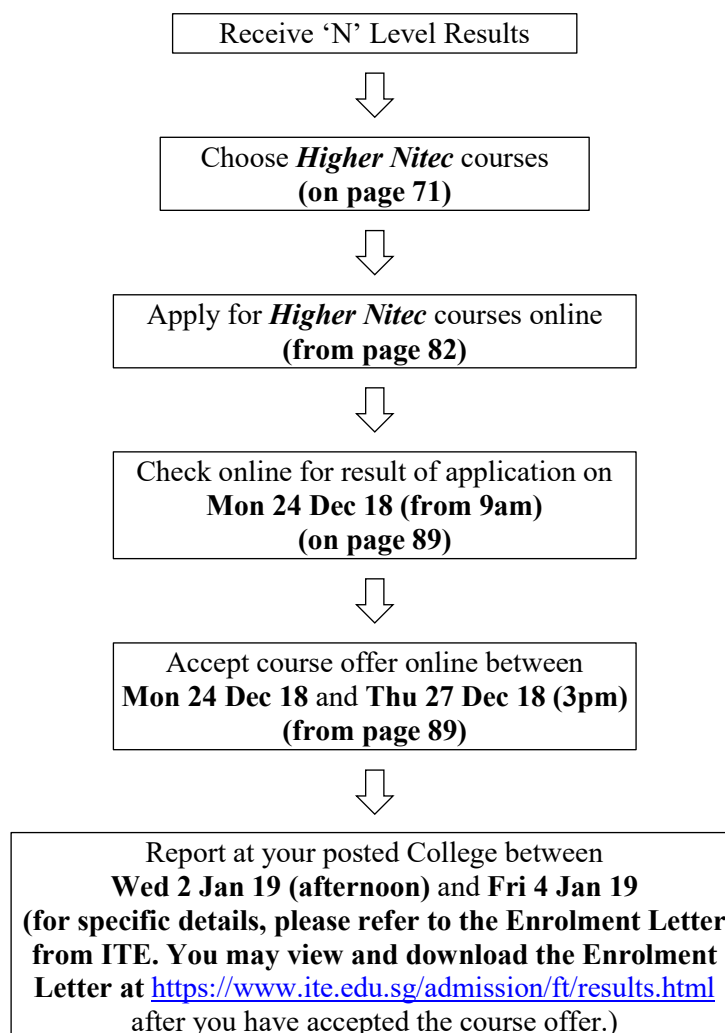 Receive ‘N’ Level Results
Choose Higher Nitec courses
(on page 71)
Apply for Higher Nitec courses online
(from page 82)
Check online for result of application on
Mon 24 Dec 18 (from 9am)
(on page 89)
Accept course offer online between
Mon 24 Dec 18 and Thu 27 Dec 18 (3pm)
(from page 89)
Report at your posted College between
Wed 2 Jan 19 (afternoon) and Fri 4 Jan 19
(for specific details, please refer to the Enrolment Letter
from ITE. You may view and download the Enrolment
Letter at https://www.ite.edu.sg/admission/ft/results.html
after you have accepted the course offer.)